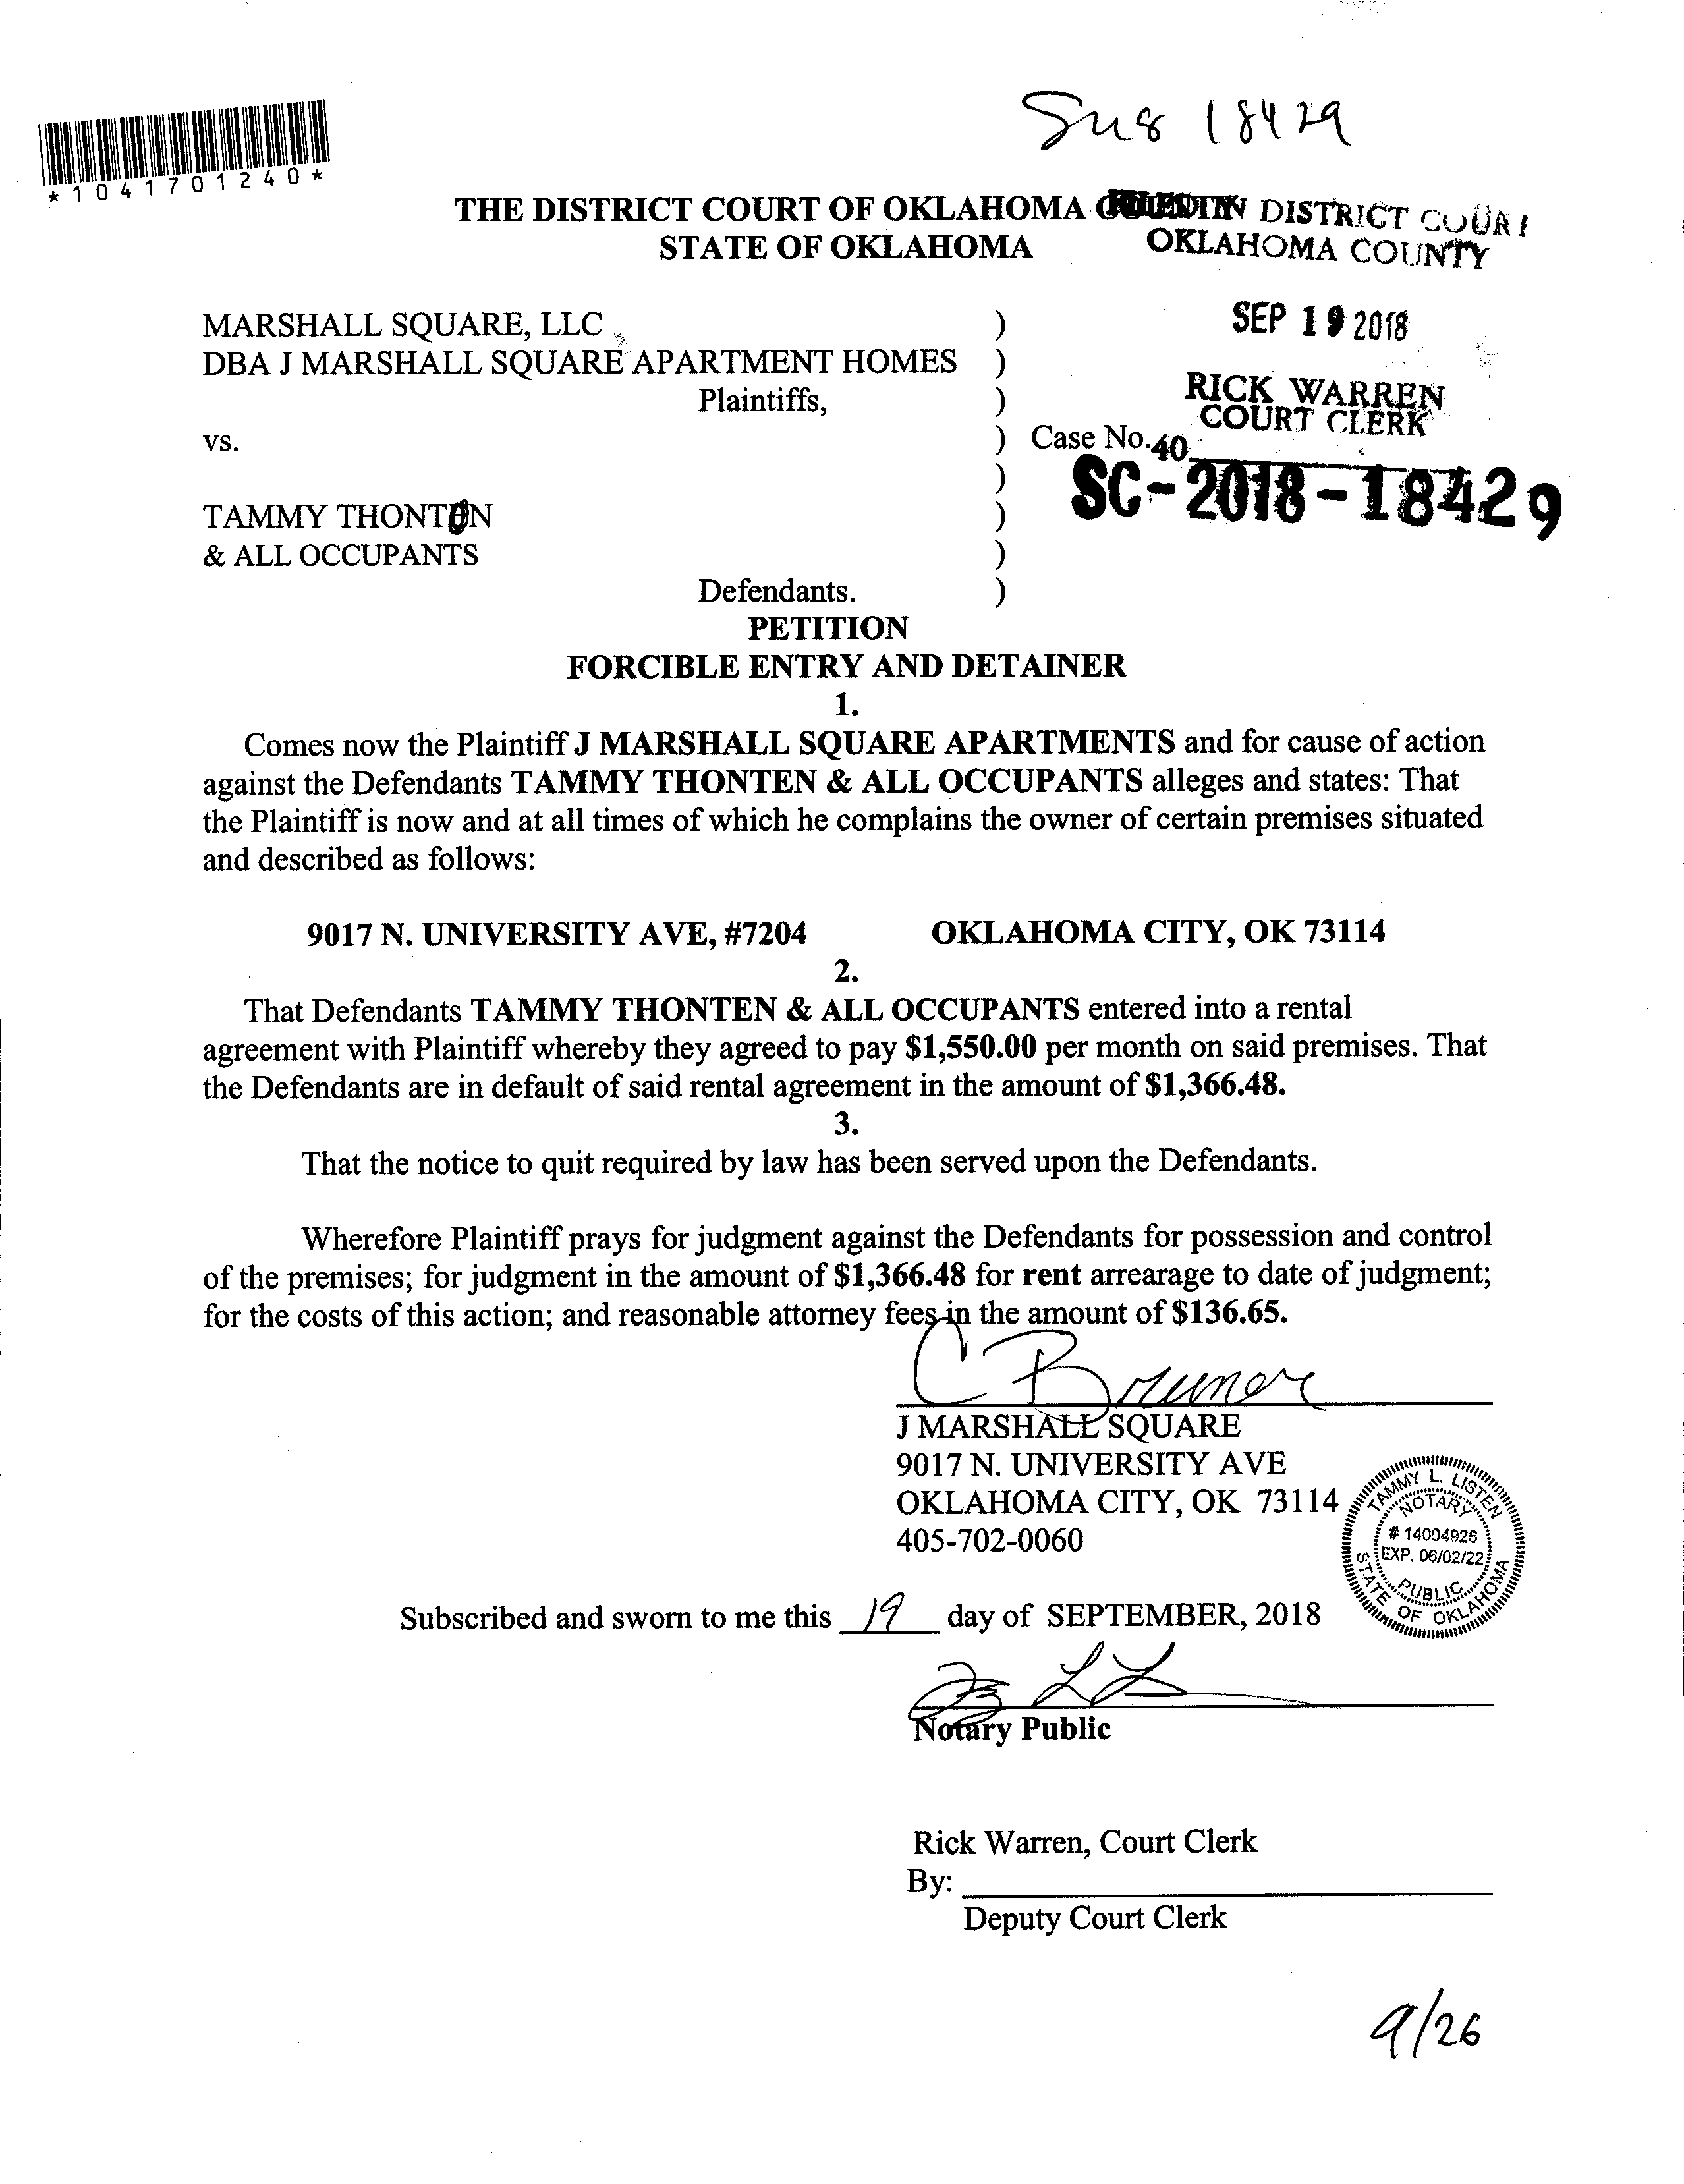 18429
*1041701240*
THE DISTRICT COURT OF OKLAHOMA
FILED IN DISTRICT COURT
STATE OF OKLAHOMA
OKLAHOMA COUNTY
MARSHALL SQUARE, LLC )
SEP 19 2018
DBA J MARSHALL SQUARE APARTMENT HOMES )
RICK WARREN
Plaintiffs, )
COURT CLERK
vs. ) Case No.
40
)
SC-2018-18429
TAMMY THONTON )
& ALL OCCUPANTS )
Defendants. )
PETITION
FORCIBLE ENTRY AND DETAINER
1.
Comes now the Plaintiff J MARSHALL SQUARE APARTMENTS and for cause of action
against the Defendants TAMMY THONTEN & ALL OCCUPANTS alleges and states: That
the Plaintiff is now and at all times of which he complains the owner of certain premises situated
and described as follows:
9017 N. UNIVERSITY AVE, #7204 OKLAHOMA CITY, OK 73114
2.
That Defendants TAMMY THONTEN & ALL OCCUPANTS entered into a rental
agreement with Plaintiff whereby they agreed to pay $1,550.00 per month on said premises. That
the Defendants are in default of said rental agreement in the amount of $1,366.48.
3.
That the notice to quit required by law has been served upon the Defendants.
Wherefore Plaintiff prays for judgment against the Defendants for possession and control
of the premises; for judgment in the amount of $1,366.48 for rent arrearage to date of judgment;
for the costs of this action; and reasonable attorney fees in the amount of $136.65.
J MARSHALL SQUARE
9017 N. UNIVERSITY AVE
OKLAHOMA CITY, OK 73114
405-702-0060
TAMMY L. LISTEN
NOTARY
# 14004926
EXP. 06/02/22
PUBLIC
STATE OF OKLAHOMA
Subscribed and sworn to me this 19 day of SEPTEMBER, 2018
Notary Public
Rick Warren, Court Clerk
By:
Deputy Court Clerk
9/26